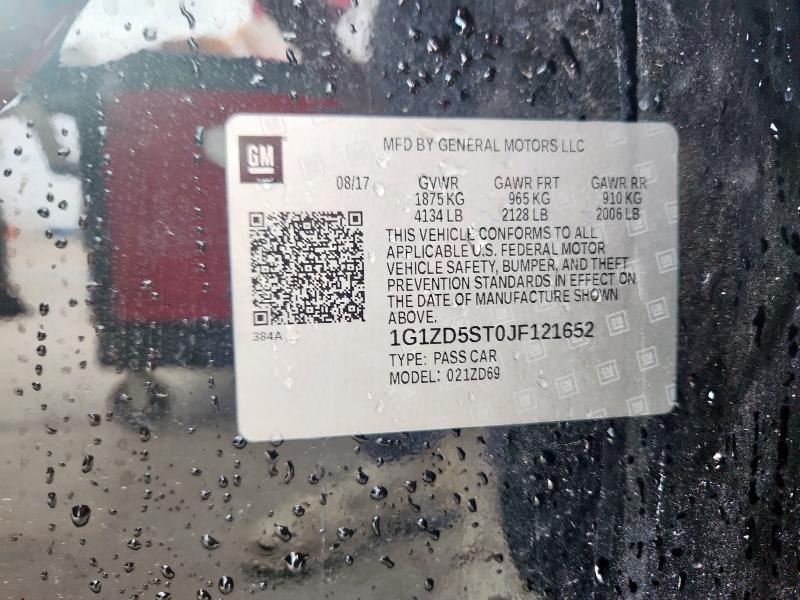 GM
MFD BY GENERAL MOTORS LLC
08/17 GVWR GAWR FRT GAWR RR
1875 KG 965 KG 910 KG
4134 LB 2128 LB 2006 LB
THIS VEHICLE CONFORMS TO ALL
APPLICABLE U.S. FEDERAL MOTOR
VEHICLE SAFETY, BUMPER, AND THEFT
PREVENTION STANDARDS IN EFFECT ON
THE DATE OF MANUFACTURE SHOWN
ABOVE.
384A
1G1ZD5ST0JF121652
TYPE: PASS CAR
MODEL: 021ZD69